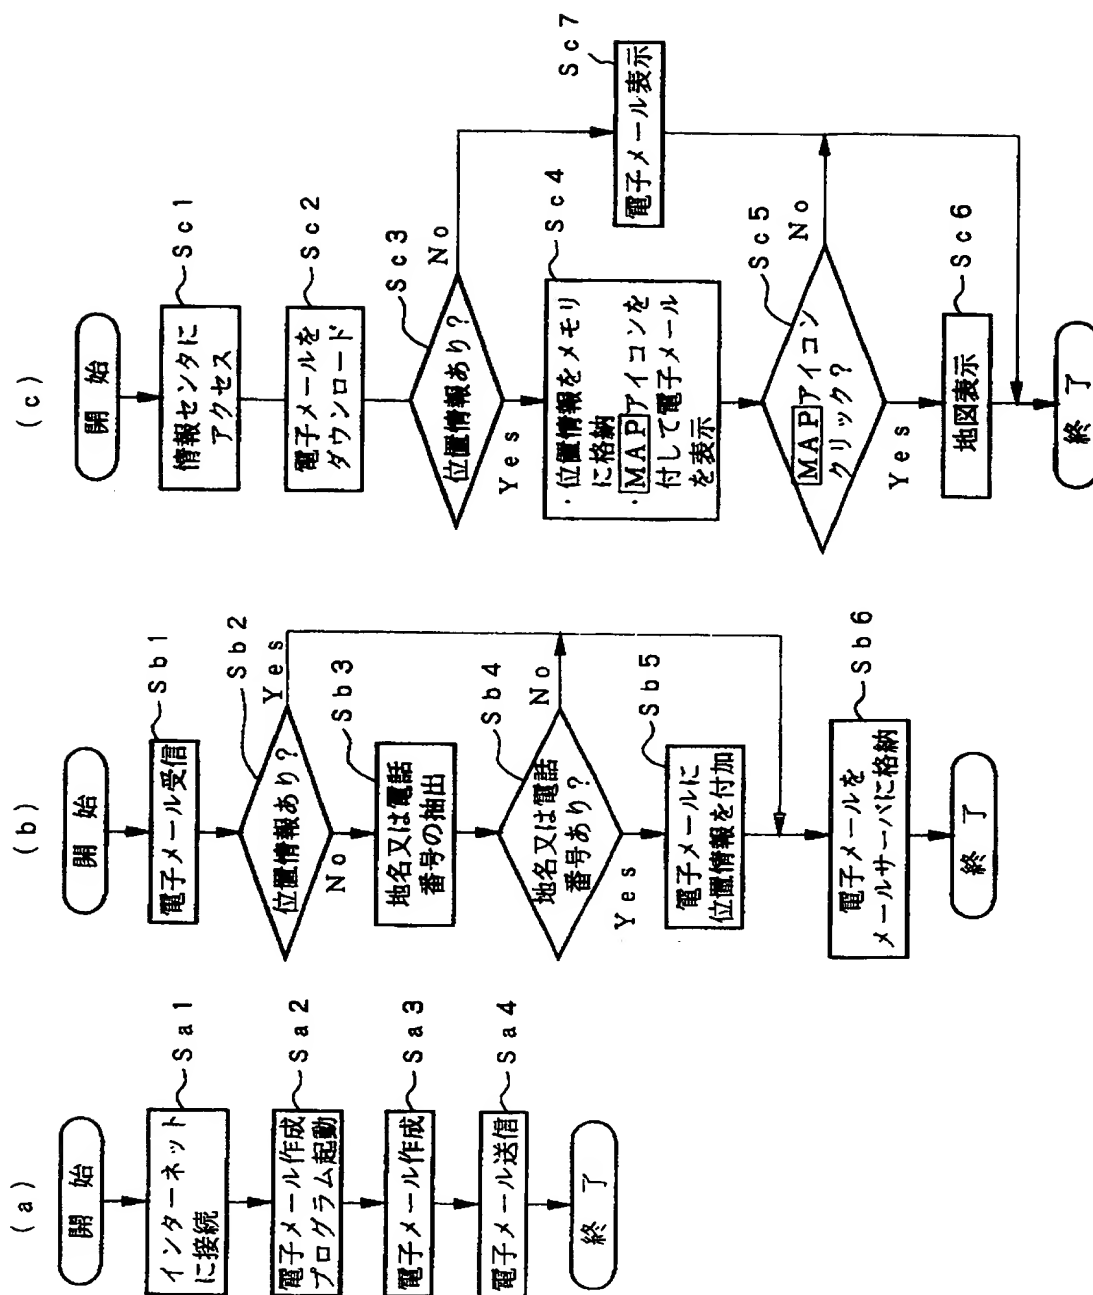 (a)
開 始
インターネット
に接続
Sa1
電子メール作成
プログラム起動
Sa2
電子メール作成
Sa3
電子メール送信
Sa4
終 了
(b)
開 始
電子メール受信
Sb1
位置情報あり?
Sb2
Yes
No
地名又は電話
番号の抽出
Sb3
地名又は電話
番号あり?
Sb4
No
Yes
電子メールに
位置情報を付加
Sb5
電子メールを
メールサーバに格納
Sb6
終 了
(c)
開 始
情報センタに
アクセス
Sc1
電子メールを
ダウンロード
Sc2
位置情報あり?
Sc3
No
Yes
・位置情報をメモリ
に格納
・MAPアイコンを
付して電子メール
を表示
Sc4
電子メール表示
Sc7
MAPアイコン
クリック?
Sc5
No
Yes
地図表示
Sc6
終 了